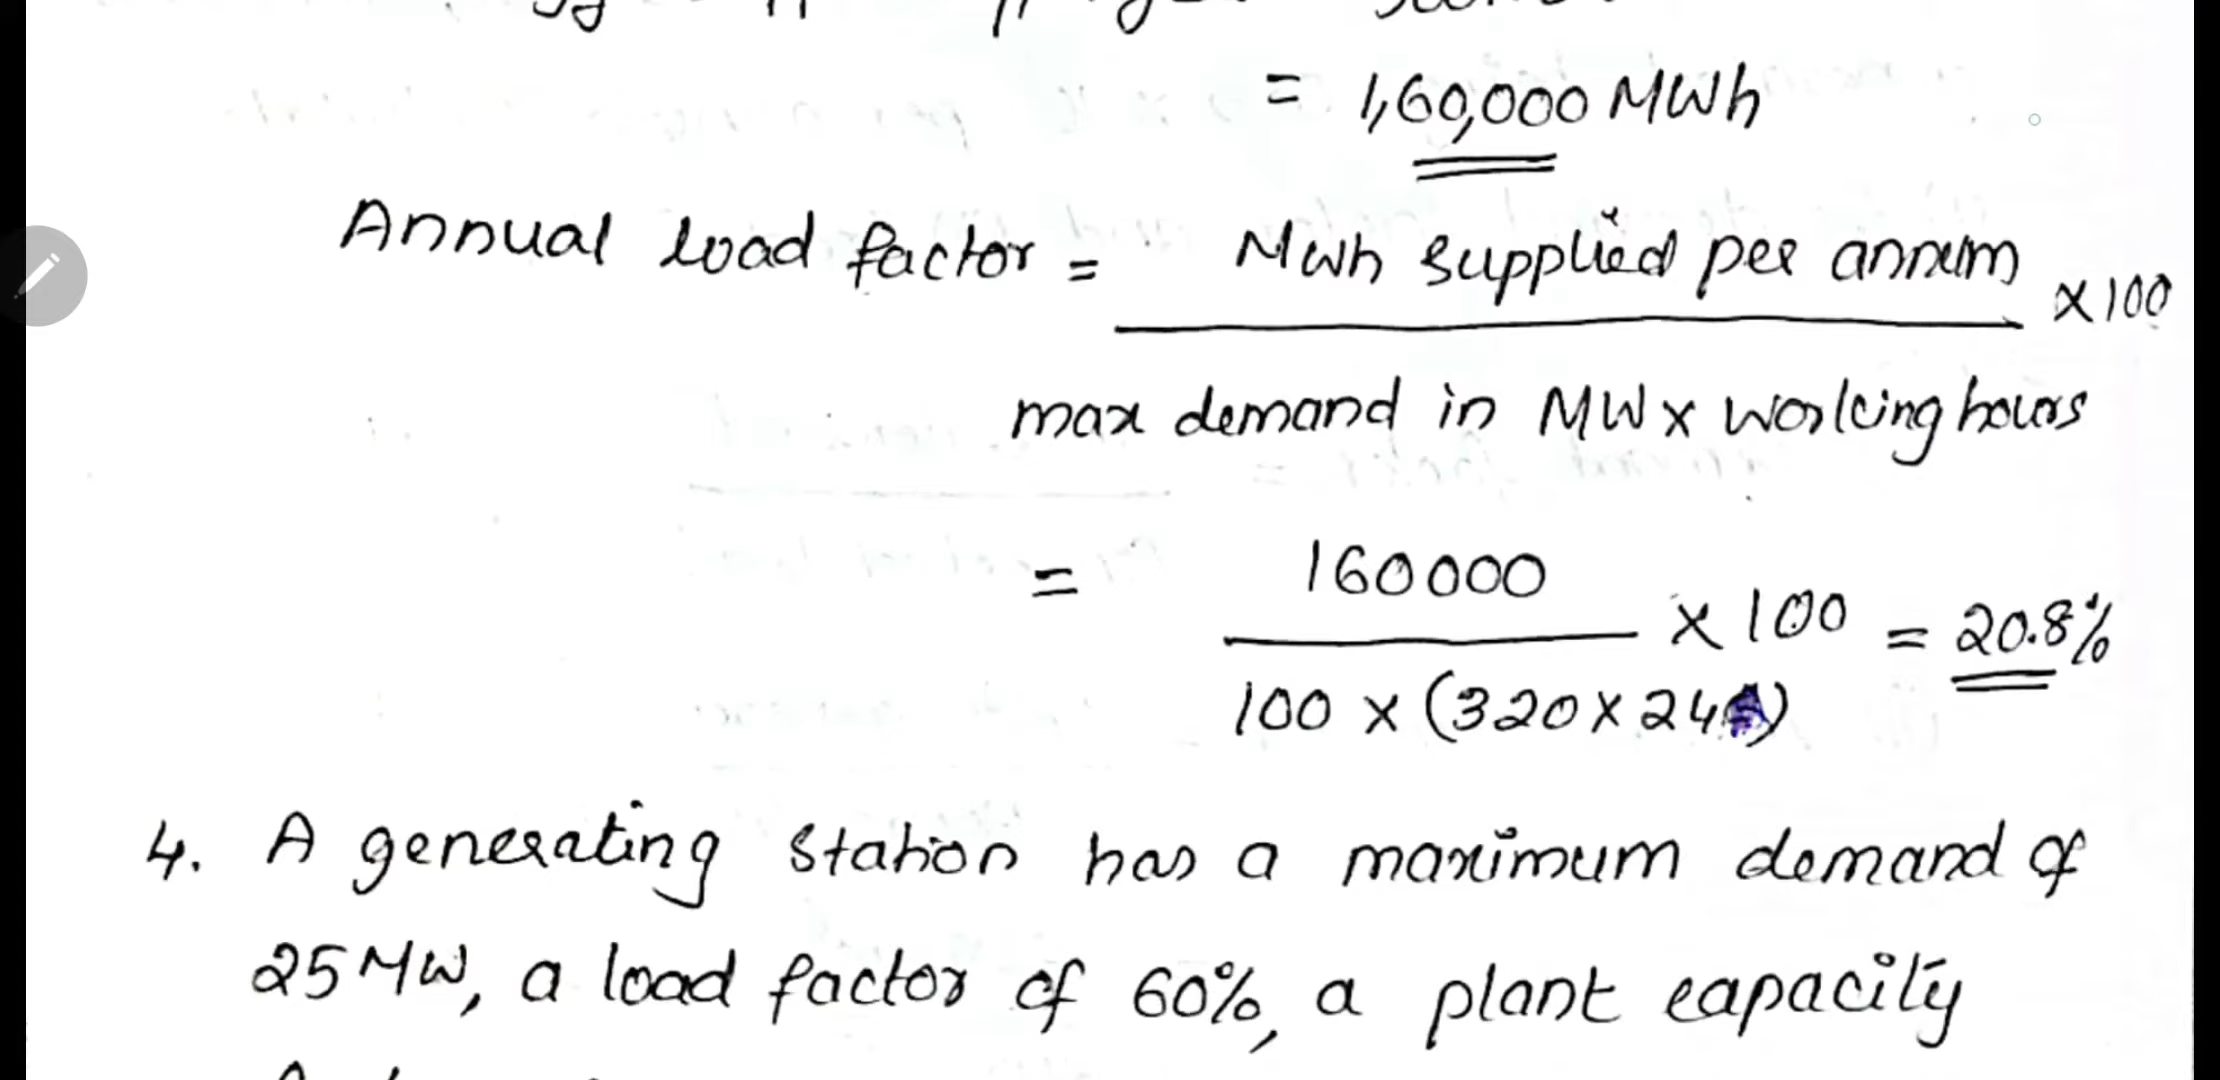 = 1,60,000 MWh
Annual load factor = Mwh supplied per annum × 100
max demand in MW × working hours
= 160000 × 100 = 20.8%
100 × (320 × 24)
4. A generating station has a maximum demand of
25 MW, a load factor of 60%, a plant capacity